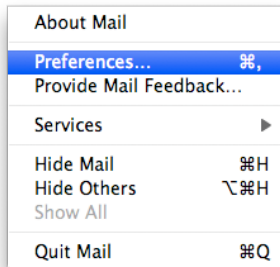 About Mail
Preferences... ⌘,
Provide Mail Feedback...
Services ▶
Hide Mail ⌘H
Hide Others ⌥⌘H
Show All
Quit Mail ⌘Q